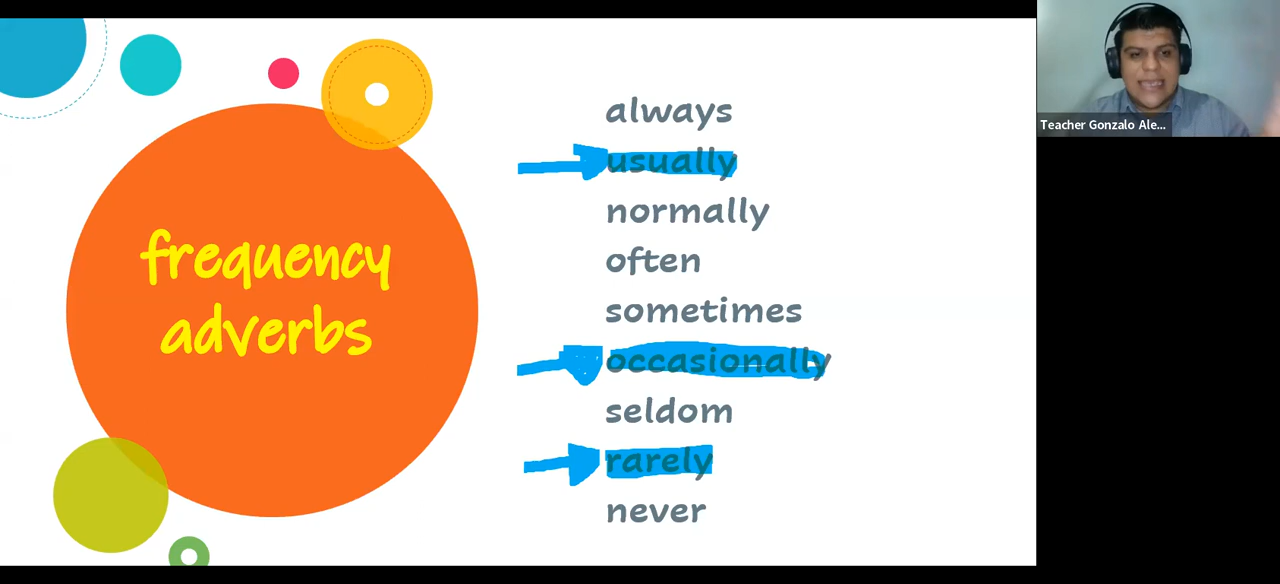 frequency
adverbs
always
usually
normally
often
sometimes
occasionally
seldom
rarely
never
Teacher Gonzalo Ale...